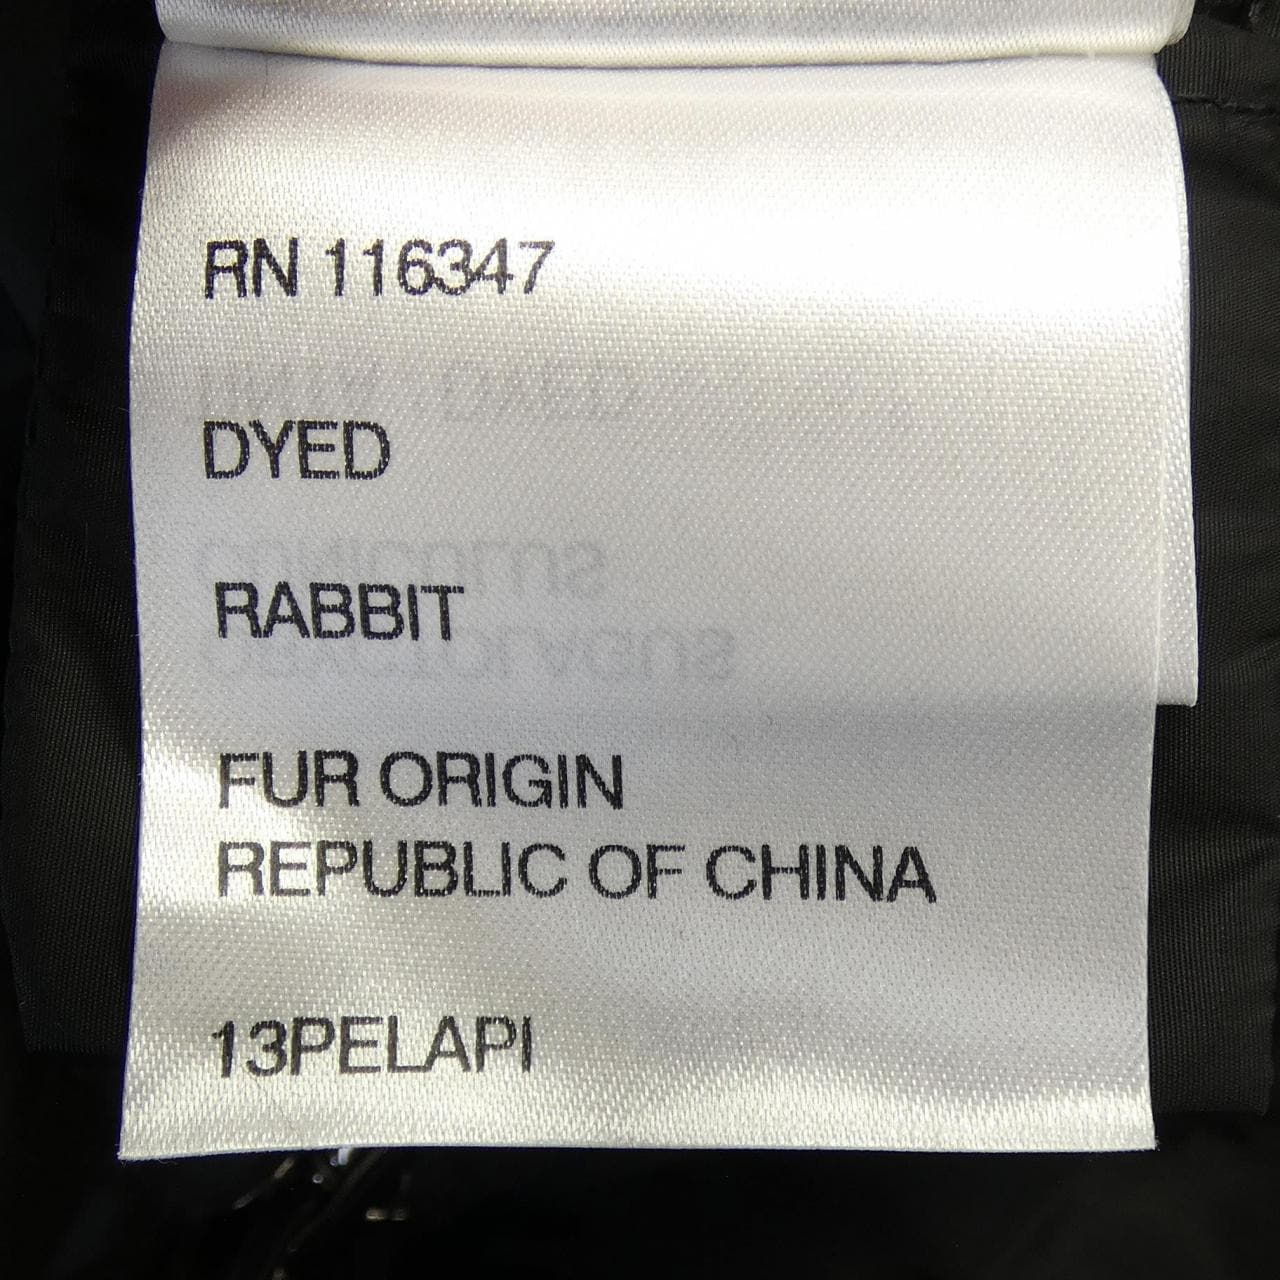 RN 116347
DYED
RABBIT
FUR ORIGIN
REPUBLIC OF CHINA
13PELAPI